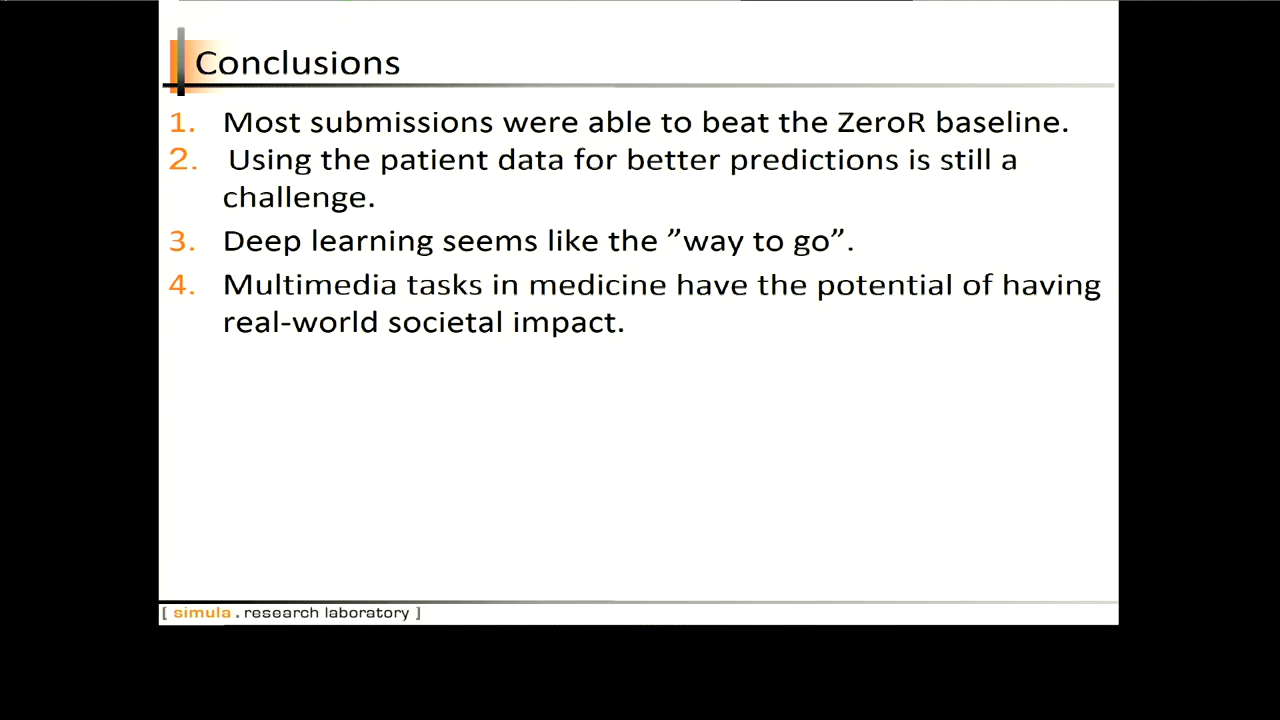 Conclusions
1. Most submissions were able to beat the ZeroR baseline.
2. Using the patient data for better predictions is still a
challenge.
3. Deep learning seems like the ”way to go”.
4. Multimedia tasks in medicine have the potential of having
real-world societal impact.
[ simula . research laboratory ]